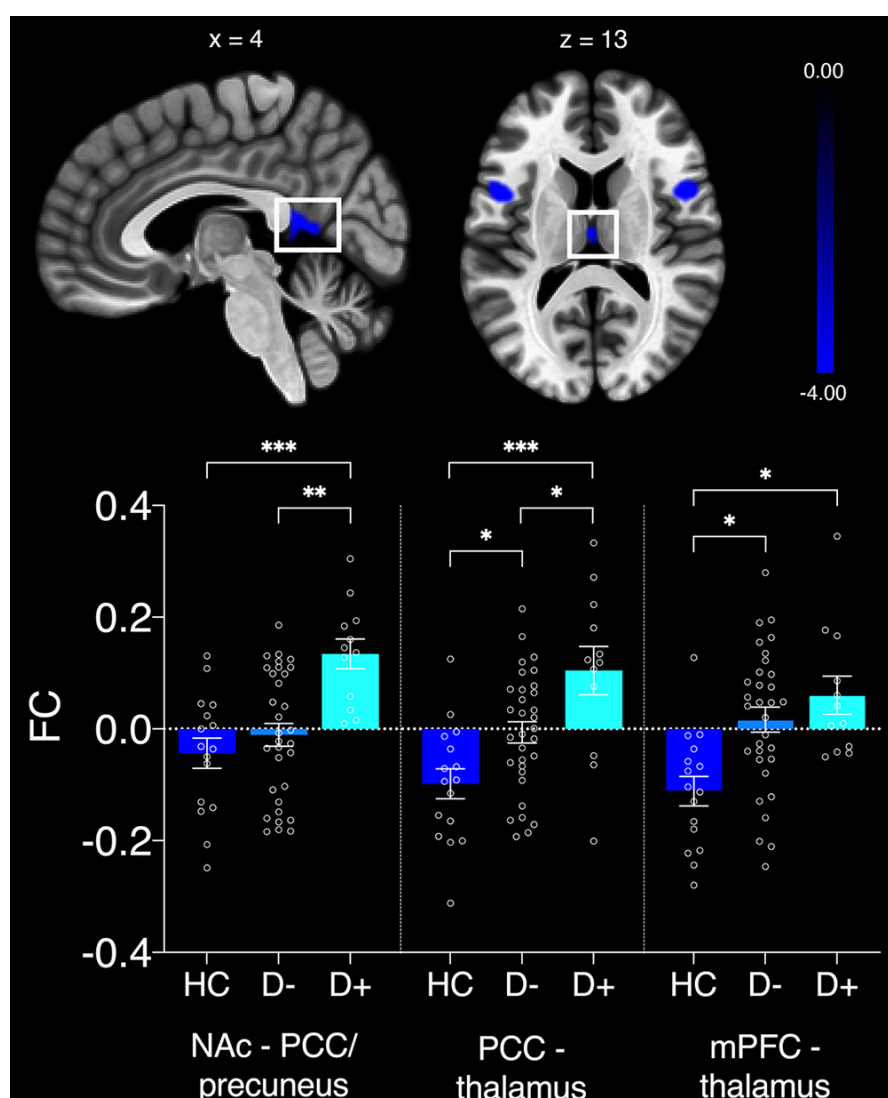 x = 4
z = 13
0.00
-4.00
***
***
**
*
*
*
*
0.4
0.2
0.0
-0.2
-0.4
FC
HC D- D+ HC D- D+ HC D- D+
NAc - PCC/
precuneus
PCC -
thalamus
mPFC -
thalamus